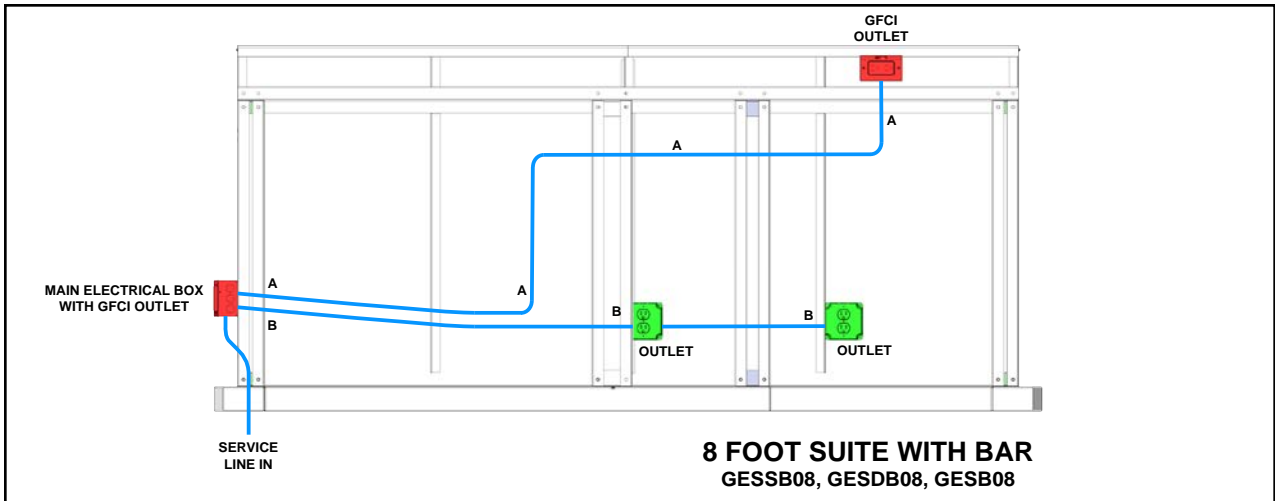 GFCI
OUTLET
A
A
A
A
MAIN ELECTRICAL BOX
WITH GFCI OUTLET
B
B
B
OUTLET
OUTLET
SERVICE
LINE IN
8 FOOT SUITE WITH BAR
GESSB08, GESDB08, GESB08